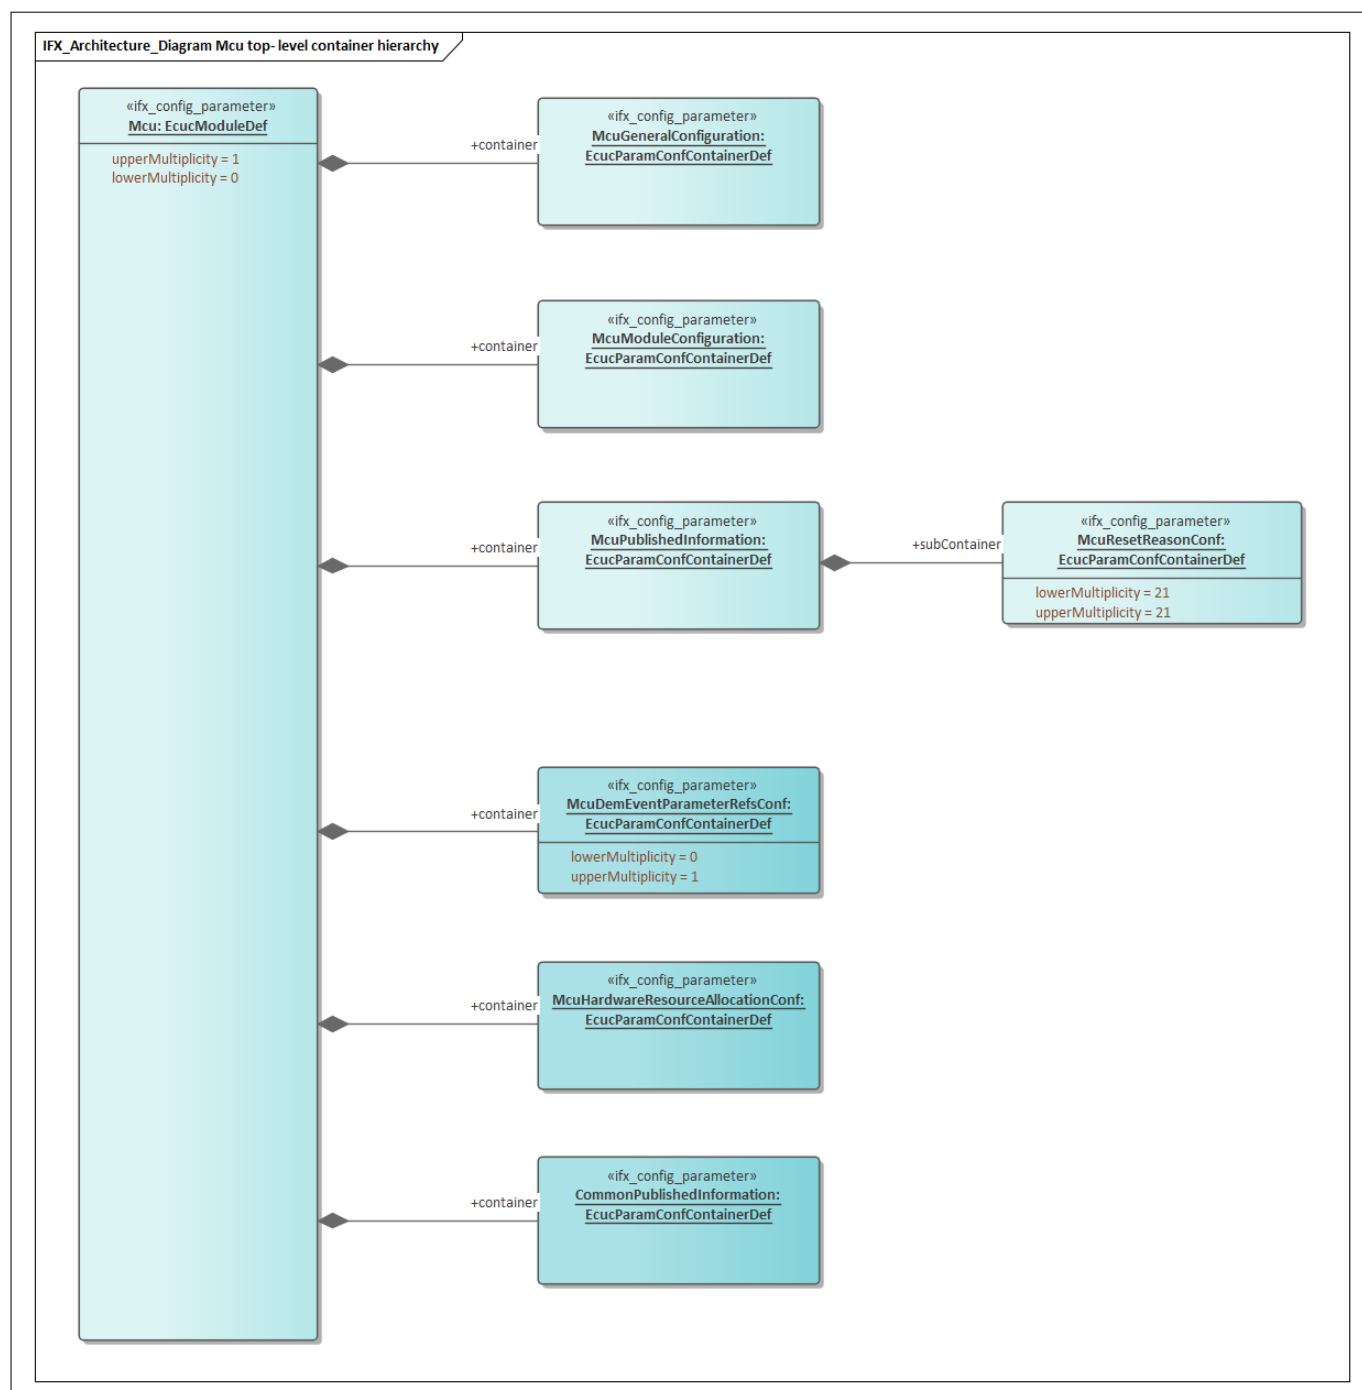 IFX_Architecture_Diagram Mcu top- level container hierarchy
«ifx_config_parameter»
Mcu: EcucModuleDef
upperMultiplicity = 1
lowerMultiplicity = 0
+container
«ifx_config_parameter»
McuGeneralConfiguration:
EcucParamConfContainerDef
+container
«ifx_config_parameter»
McuModuleConfiguration:
EcucParamConfContainerDef
+container
«ifx_config_parameter»
McuPublishedInformation:
EcucParamConfContainerDef
+subContainer
«ifx_config_parameter»
McuResetReasonConf:
EcucParamConfContainerDef
lowerMultiplicity = 21
upperMultiplicity = 21
+container
«ifx_config_parameter»
McuDemEventParameterRefsConf:
EcucParamConfContainerDef
lowerMultiplicity = 0
upperMultiplicity = 1
+container
«ifx_config_parameter»
McuHardwareResourceAllocationConf:
EcucParamConfContainerDef
+container
«ifx_config_parameter»
CommonPublishedInformation:
EcucParamConfContainerDef